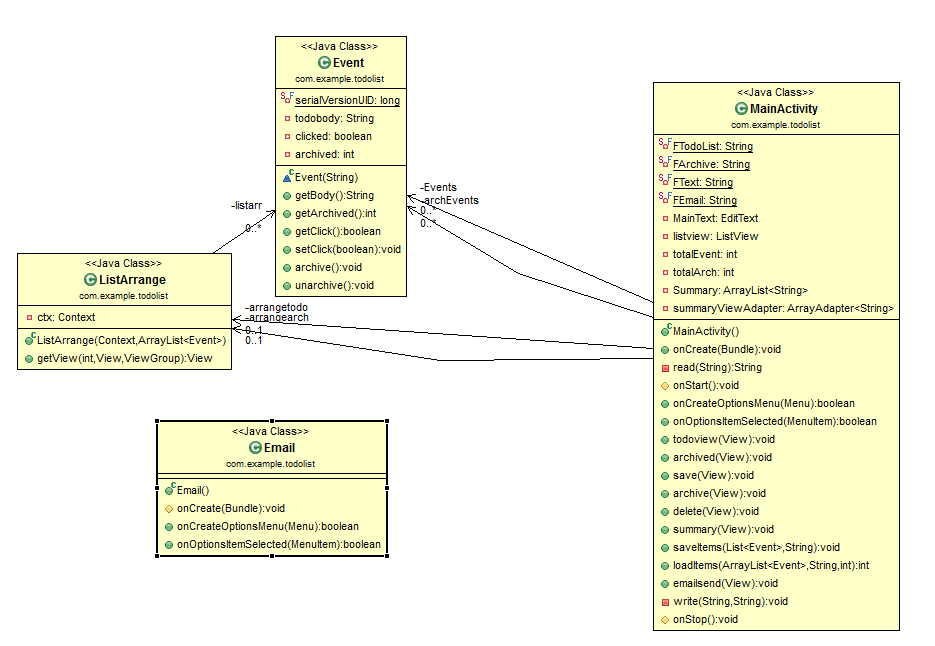 <<Java Class>>
Event
com.example.todolist
serialVersionUID: long
todobody: String
clicked: boolean
archived: int
Event(String)
getBody():String
getArchived():int
getClick():boolean
setClick(boolean):void
archive():void
unarchive():void
-Events
-archEvents
0..*
0..*
-listarr
0..*
<<Java Class>>
ListArrange
com.example.todolist
ctx: Context
ListArrange(Context,ArrayList<Event>)
getView(int,View,ViewGroup):View
-arrangetodo
-arrangearch
0..1
0..1
<<Java Class>>
Email
com.example.todolist
Email()
onCreate(Bundle):void
onCreateOptionsMenu(Menu):boolean
onOptionsItemSelected(MenuItem):boolean
<<Java Class>>
MainActivity
com.example.todolist
FTodoList: String
FArchive: String
FText: String
FEmail: String
MainText: EditText
listview: ListView
totalEvent: int
totalArch: int
Summary: ArrayList<String>
summaryViewAdapter: ArrayAdapter<String>
MainActivity()
onCreate(Bundle):void
read(String):String
onStart():void
onCreateOptionsMenu(Menu):boolean
onOptionsItemSelected(MenuItem):boolean
todoview(View):void
archived(View):void
save(View):void
archive(View):void
delete(View):void
summary(View):void
saveItems(List<Event>,String):void
loadItems(ArrayList<Event>,String,int):int
emailsend(View):void
write(String,String):void
onStop():void